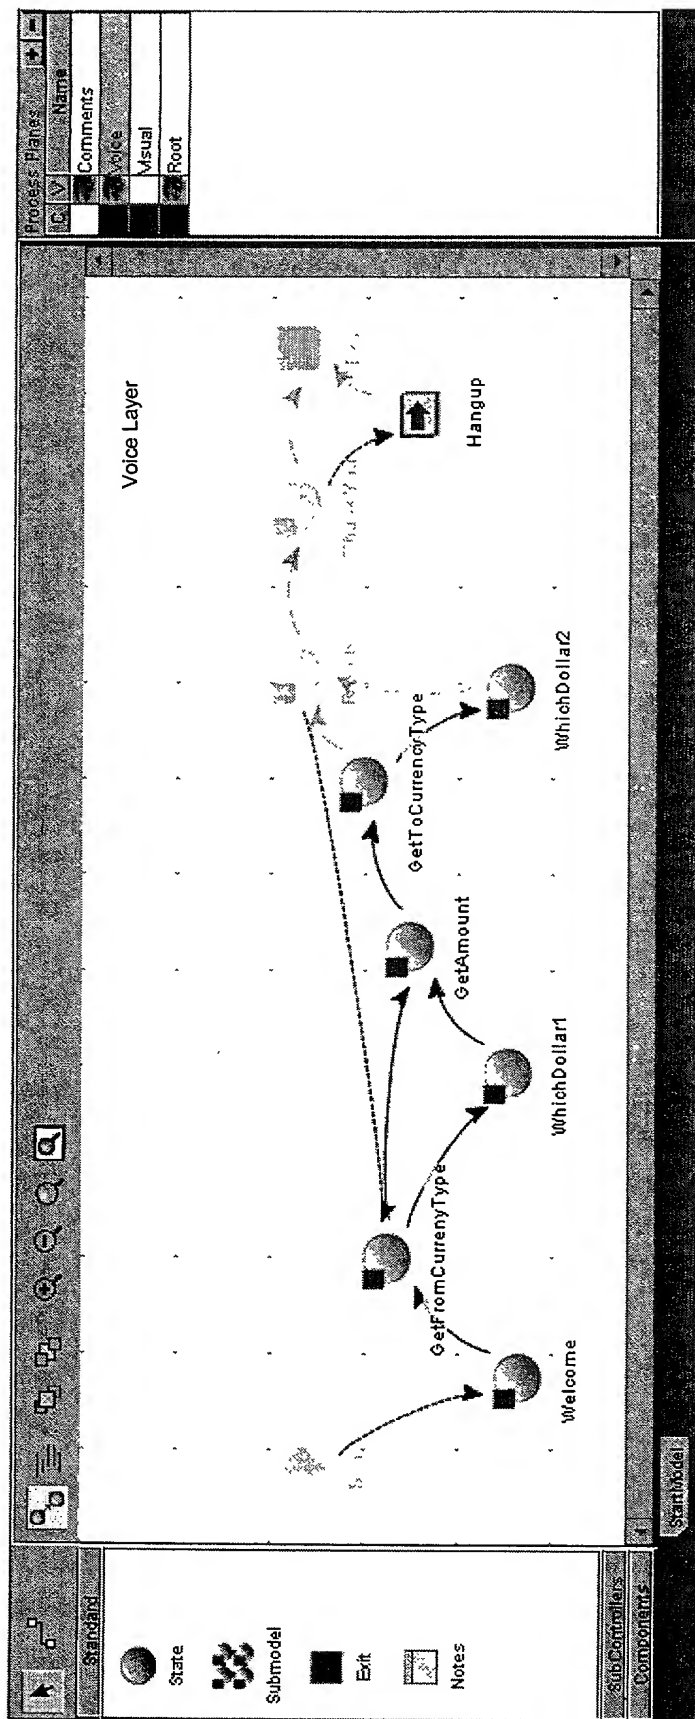 Standard
State
Submodel
Exit
Notes
SubControllers
Components
StartModel
Voice Layer
Welcome
GetFromCurrenyType
WhichDollar1
GetAmount
GetToCurrencyType
WhichDollar2
Hangup
Process Planes + -
C V Name
Comments
Voice
Visual
Root